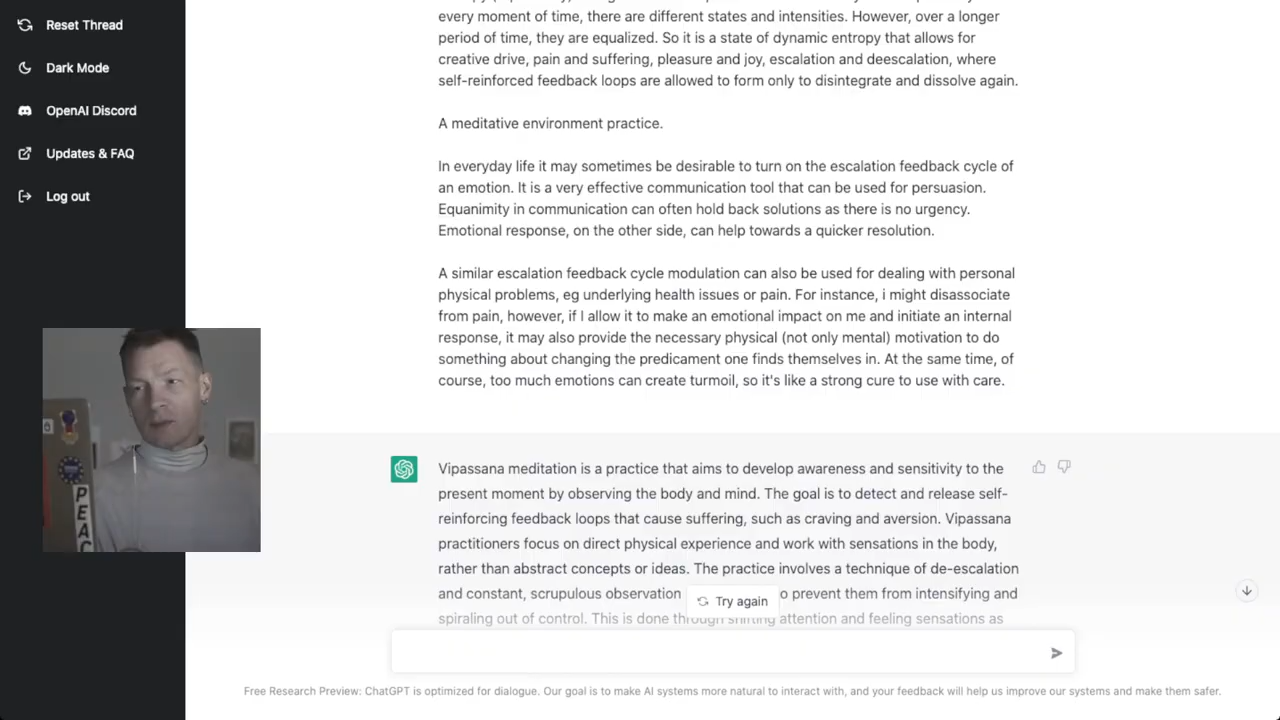 Reset Thread
Dark Mode
OpenAI Discord
Updates & FAQ
Log out
every moment of time, there are different states and intensities. However, over a longer
period of time, they are equalized. So it is a state of dynamic entropy that allows for
creative drive, pain and suffering, pleasure and joy, escalation and deescalation, where
self-reinforced feedback loops are allowed to form only to disintegrate and dissolve again.
A meditative environment practice.
In everyday life it may sometimes be desirable to turn on the escalation feedback cycle of
an emotion. It is a very effective communication tool that can be used for persuasion.
Equanimity in communication can often hold back solutions as there is no urgency.
Emotional response, on the other side, can help towards a quicker resolution.
A similar escalation feedback cycle modulation can also be used for dealing with personal
physical problems, eg underlying health issues or pain. For instance, i might disassociate
from pain, however, if I allow it to make an emotional impact on me and initiate an internal
response, it may also provide the necessary physical (not only mental) motivation to do
something about changing the predicament one finds themselves in. At the same time, of
course, too much emotions can create turmoil, so it's like a strong cure to use with care.
PEAC
Vipassana meditation is a practice that aims to develop awareness and sensitivity to the
present moment by observing the body and mind. The goal is to detect and release self-
reinforcing feedback loops that cause suffering, such as craving and aversion. Vipassana
practitioners focus on direct physical experience and work with sensations in the body,
rather than abstract concepts or ideas. The practice involves a technique of de-escalation
and constant, scrupulous observation o prevent them from intensifying and
Try again
spiraling out of control. This is done through shifting attention and feeling sensations as
Free Research Preview: ChatGPT is optimized for dialogue. Our goal is to make AI systems more natural to interact with, and your feedback will help us improve our systems and make them safer.